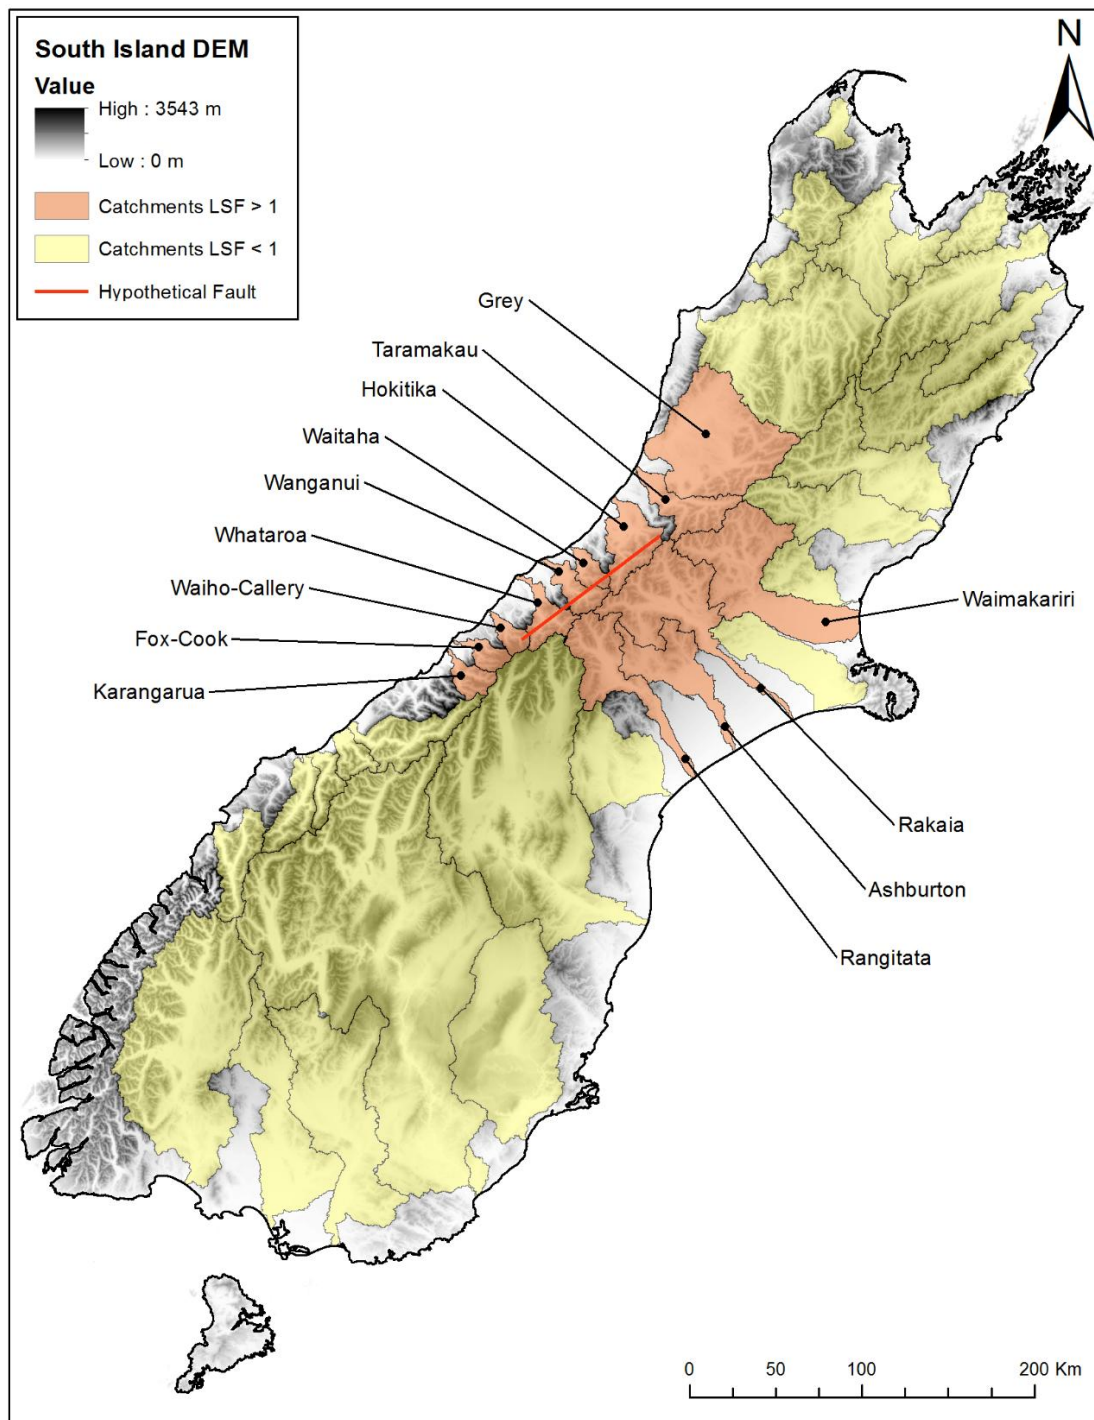 South Island DEM
Value
High : 3543 m
Low : 0 m
Catchments LSF > 1
Catchments LSF < 1
Hypothetical Fault
N
Grey
Taramakau
Hokitika
Waitaha
Wanganui
Whataroa
Waiho-Callery
Fox-Cook
Karangarua
Waimakariri
Rakaia
Ashburton
Rangitata
0 50 100 200 Km